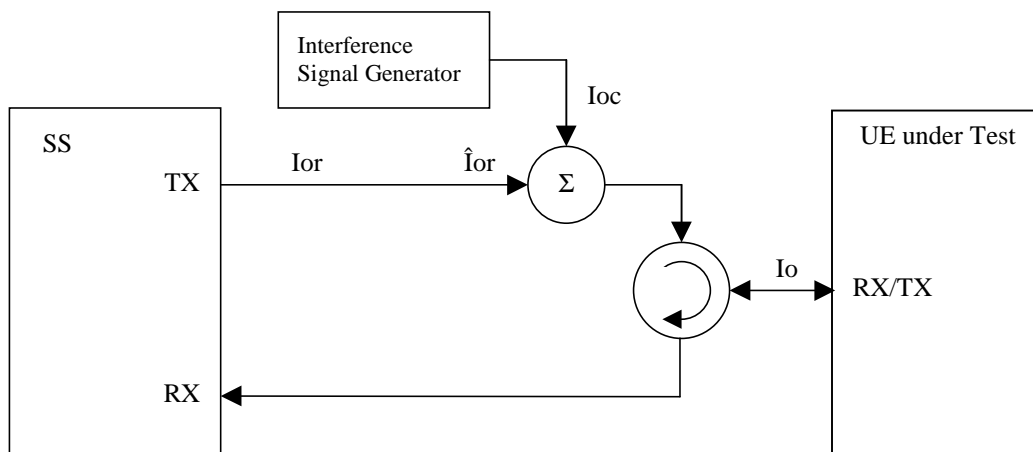 Interference
Signal Generator
Ioc
SS
UE under Test
TX
Ior
Îor
Σ
Io
RX/TX
RX